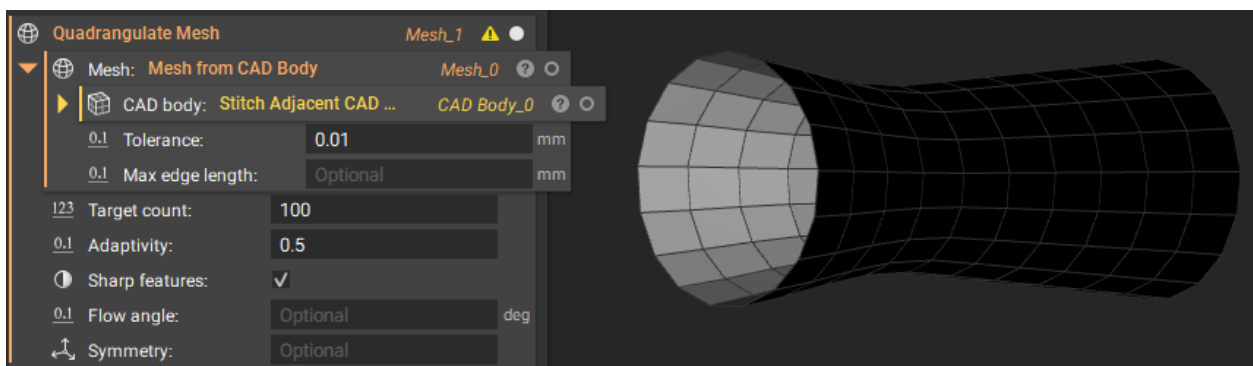 Quadrangulate Mesh Mesh_1
Mesh: Mesh from CAD Body Mesh_0 ?
CAD body: Stitch Adjacent CAD ... CAD Body_0 ?
0.1 Tolerance: 0.01 mm
0.1 Max edge length: Optional mm
123 Target count: 100
0.1 Adaptivity: 0.5
Sharp features:
0.1 Flow angle: Optional deg
Symmetry: Optional